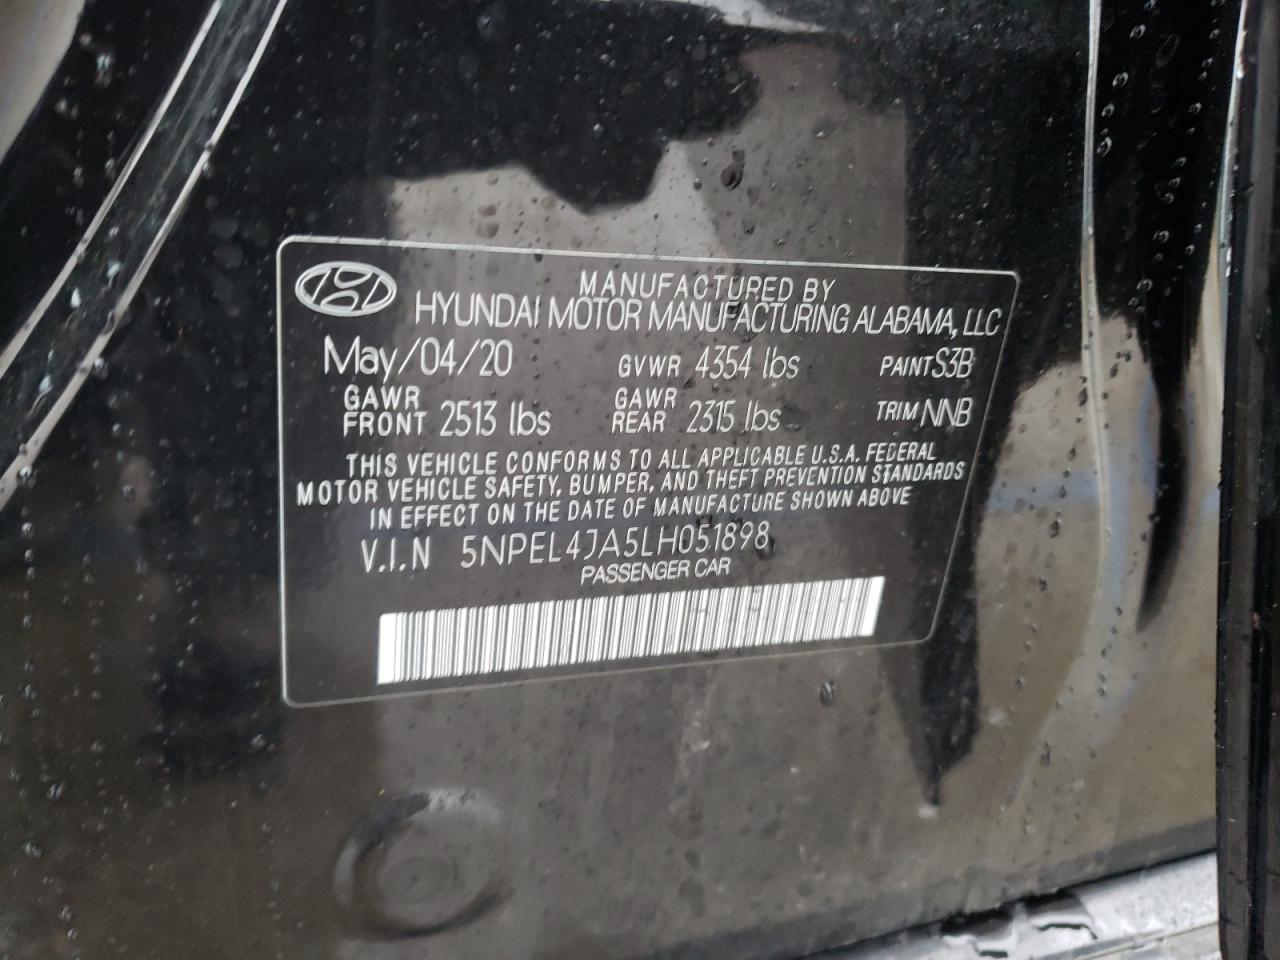 MANUFACTURED BY
HYUNDAI MOTOR MANUFACTURING ALABAMA, LLC
May/04/20 GVWR 4354 lbs PAINT S3B
GAWR FRONT 2513 lbs GAWR REAR 2315 lbs TRIM NNB
THIS VEHICLE CONFORMS TO ALL APPLICABLE U.S.A. FEDERAL
MOTOR VEHICLE SAFETY, BUMPER, AND THEFT PREVENTION STANDARDS
IN EFFECT ON THE DATE OF MANUFACTURE SHOWN ABOVE
V.I.N 5NPEL4JA5LH051898
PASSENGER CAR